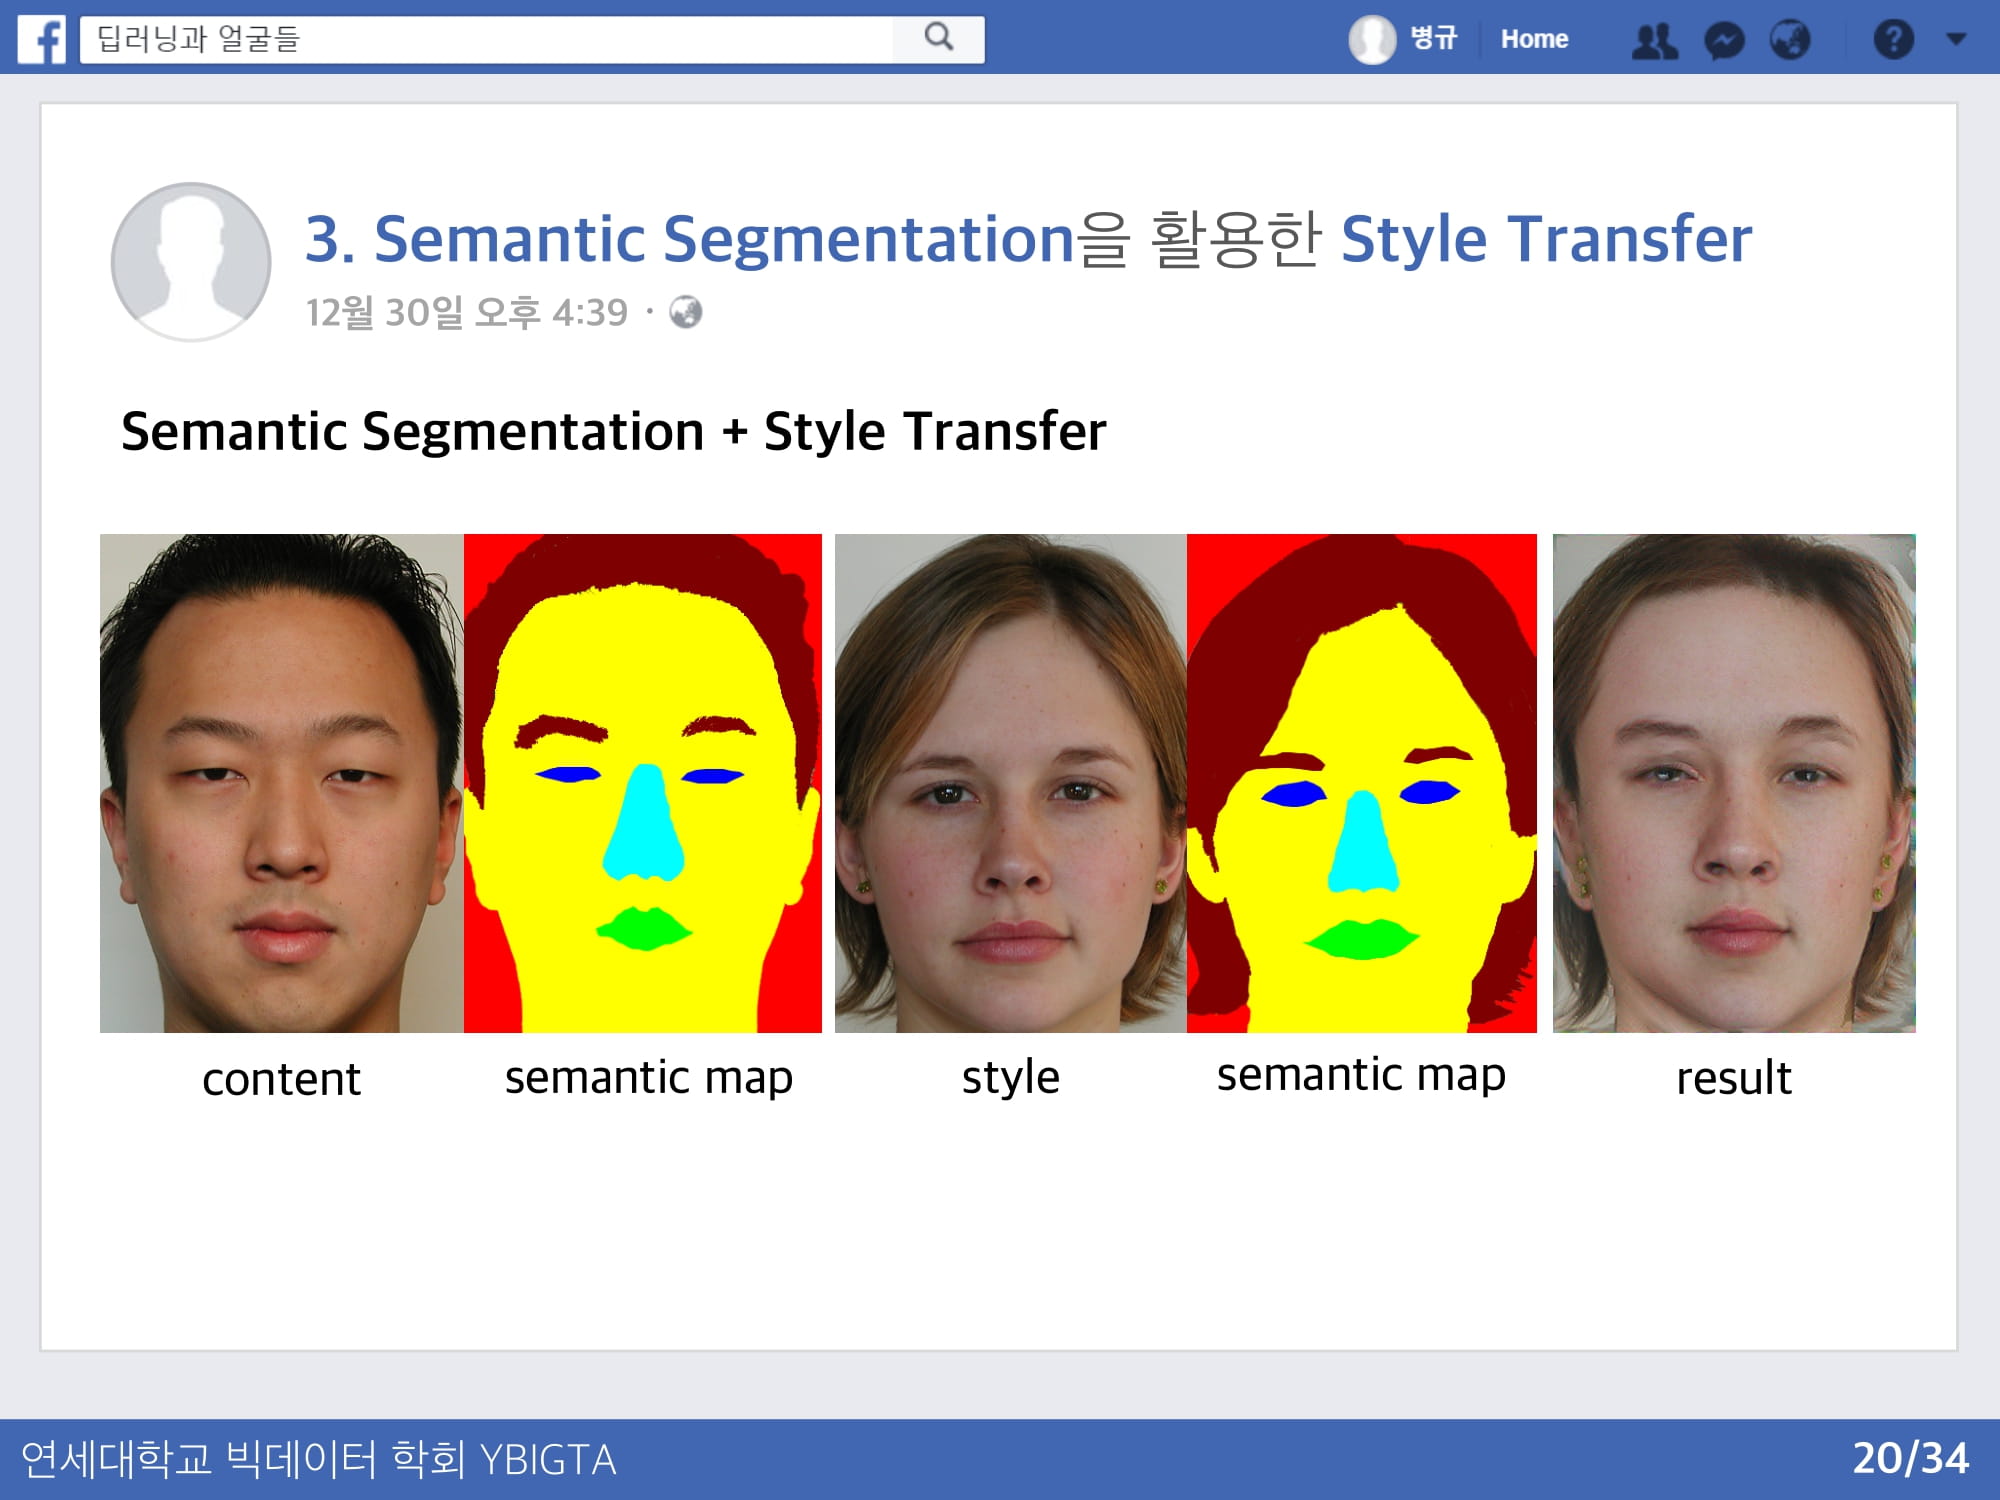 f 딥러닝과 얼굴들 병규 Home ?
3. Semantic Segmentation을 활용한 Style Transfer
12월 30일 오후 4:39 ·
Semantic Segmentation + Style Transfer
content semantic map style semantic map result
연세대학교 빅데이터 학회 YBIGTA 20/34